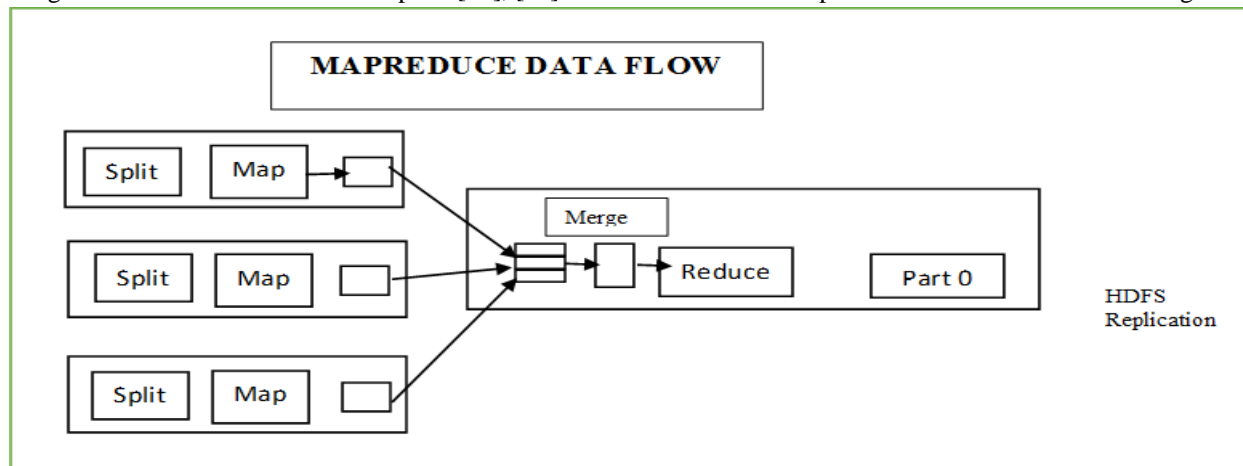 MAPREDUCE DATA FLOW
Split Map
Merge
Split Map
Reduce Part 0
HDFS
Replication
Split Map